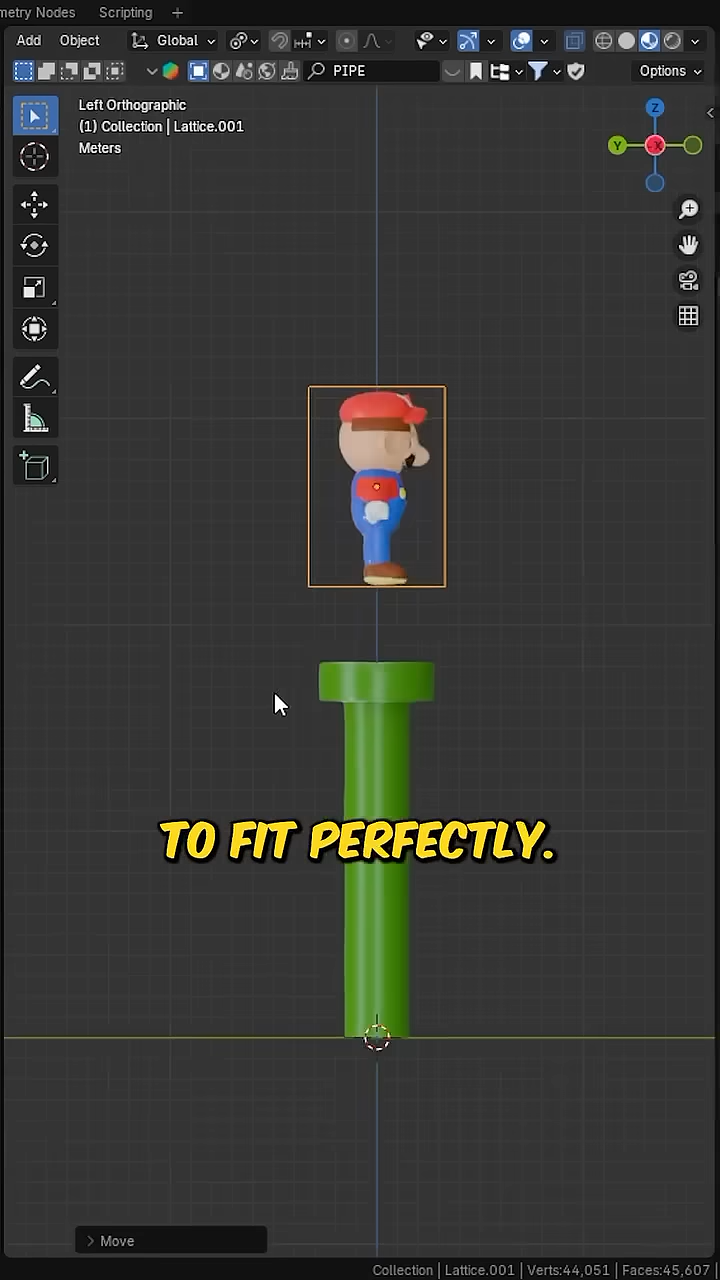 metry Nodes Scripting +
Add Object Global
PIPE Options
Left Orthographic
(1) Collection | Lattice.001
Meters
Z
Y -X
TO FIT PERFECTLY.
> Move
Collection | Lattice.001 | Verts:44,051 | Faces:45,607 |